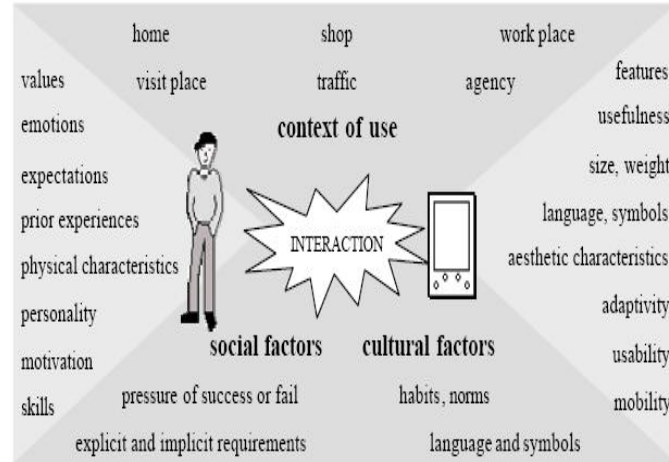 home shop work place
visit place traffic agency
context of use
values
emotions
expectations
prior experiences
physical characteristics
personality
motivation
skills
INTERACTION
features
usefulness
size, weight
language, symbols
aesthetic characteristics
adaptivity
usability
mobility
social factors cultural factors
pressure of success or fail habits, norms
explicit and implicit requirements language and symbols